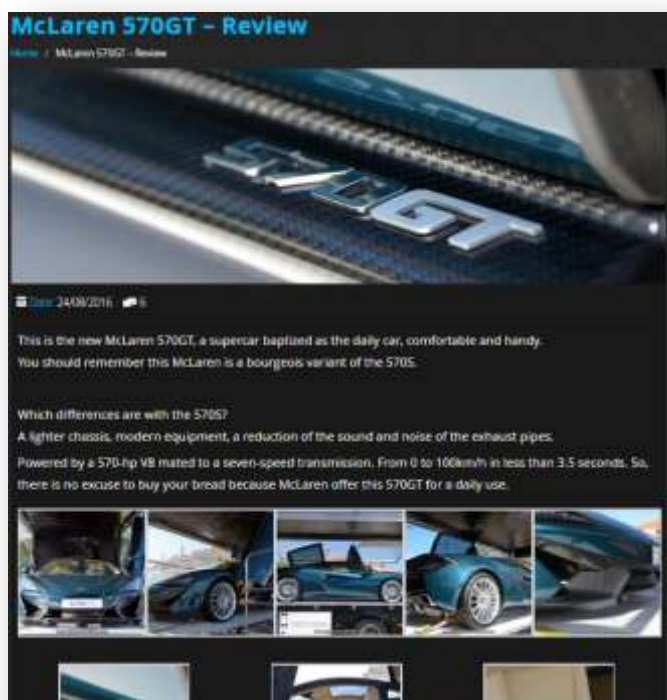 McLaren 570GT – Review
Home / McLaren 570GT – Review
570GT
Date: 24/08/2016 6
This is the new McLaren 570GT, a supercar baptized as the daily car, comfortable and handy.
You should remember this McLaren is a bourgeois variant of the 570S.
Which differences are with the 570S?
A lighter chassis, modern equipment, a reduction of the sound and noise of the exhaust pipes.
Powered by a 570-hp V8 mated to a seven-speed transmission. From 0 to 100km/h in less than 3.5 seconds. So,
there is no excuse to buy your bread because McLaren offer this 570GT for a daily use.